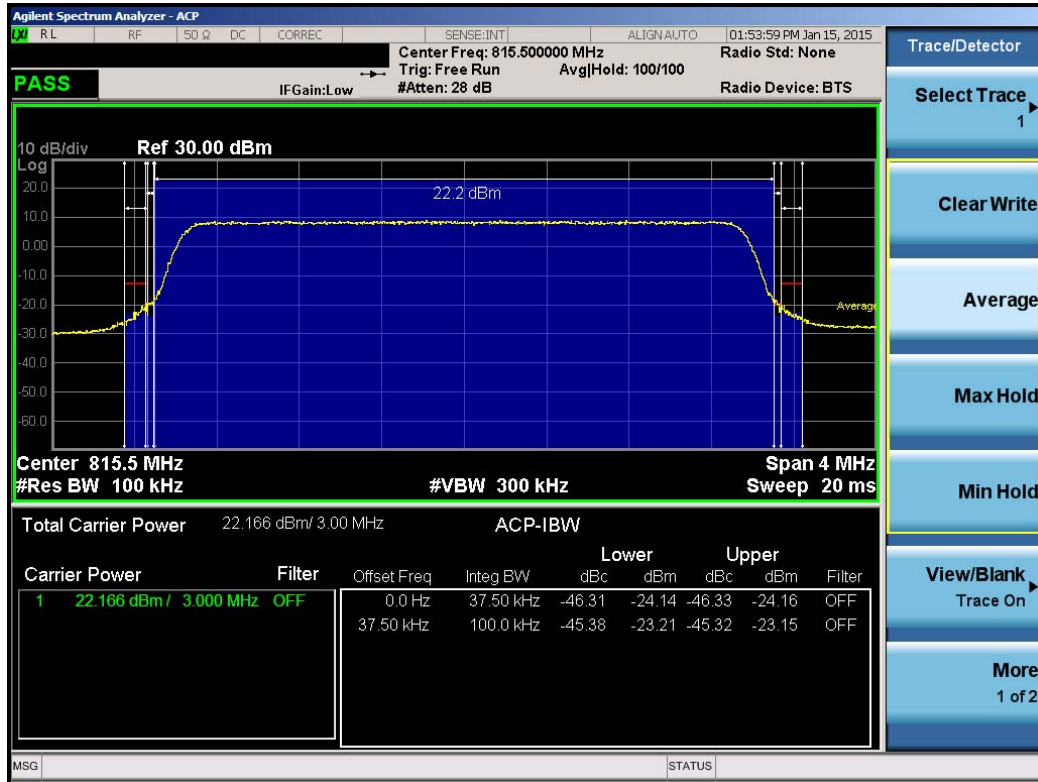 Agilent Spectrum Analyzer - ACP
LXI RL RF 50 Ω DC CORREC SENSE:INT ALIGN AUTO 01:53:59 PM Jan 15, 2015
Center Freq: 815.500000 MHz Radio Std: None
Trig: Free Run Avg|Hold: 100/100
PASS IFGain:Low #Atten: 28 dB Radio Device: BTS
10 dB/div Ref 30.00 dBm
Log
20.0
22.2 dBm
10.0
0.00
-10.0
-20.0
Average
-30.0
-40.0
-50.0
-60.0
Center 815.5 MHz Span 4 MHz
#Res BW 100 kHz #VBW 300 kHz Sweep 20 ms
Total Carrier Power 22.166 dBm/ 3.00 MHz ACP-IBW
Lower Upper
Carrier Power Filter Offset Freq Integ BW dBc dBm dBc dBm Filter
1 22.166 dBm / 3.000 MHz OFF 0.0 Hz 37.50 kHz -46.31 -24.14 -46.33 -24.16 OFF
37.50 kHz 100.0 kHz -45.38 -23.21 -45.32 -23.15 OFF
MSG STATUS
Trace/Detector
Select Trace
1
Clear Write
Average
Max Hold
Min Hold
View/Blank
Trace On
More
1 of 2